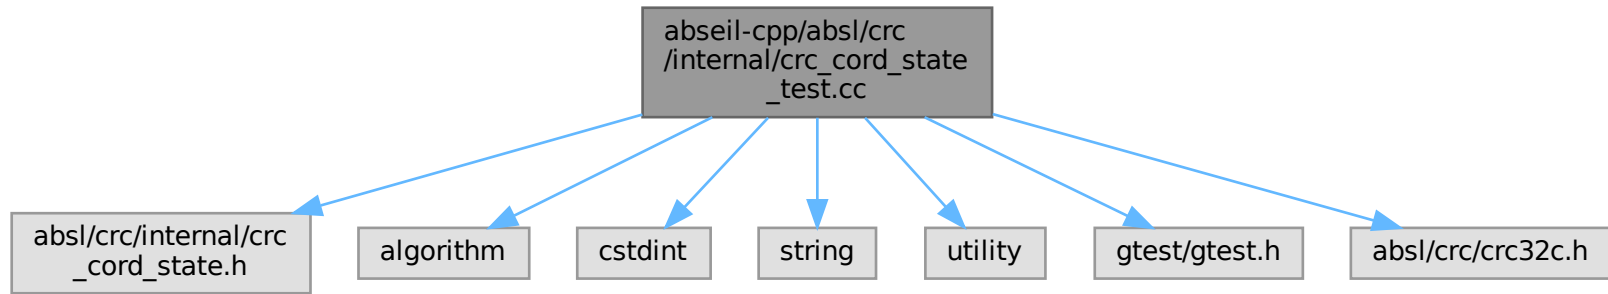 abseil-cpp/absl/crc
/internal/crc_cord_state
_test.cc
absl/crc/internal/crc
_cord_state.h
algorithm
cstdint
string
utility
gtest/gtest.h
absl/crc/crc32c.h